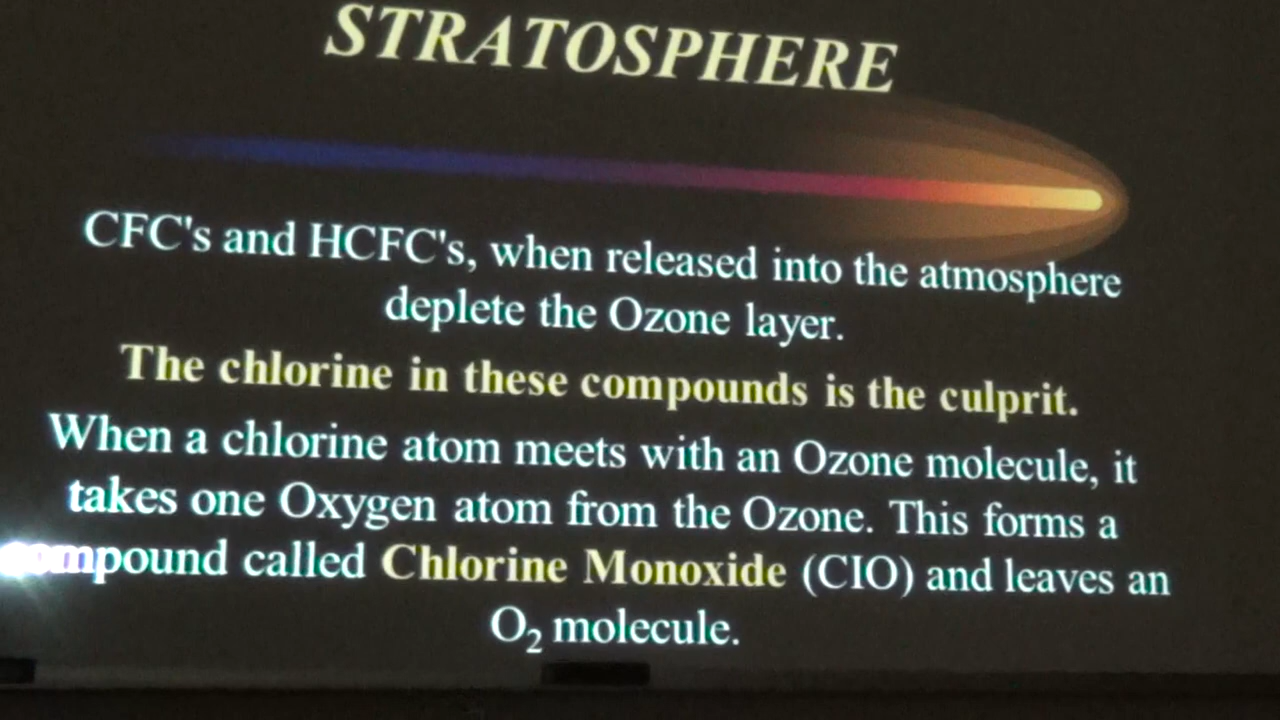 STRATOSPHERE
CFC's and HCFC's, when released into the atmosphere
deplete the Ozone layer.
The chlorine in these compounds is the culprit.
When a chlorine atom meets with an Ozone molecule, it
takes one Oxygen atom from the Ozone. This forms a
compound called Chlorine Monoxide (ClO) and leaves an
O₂ molecule.